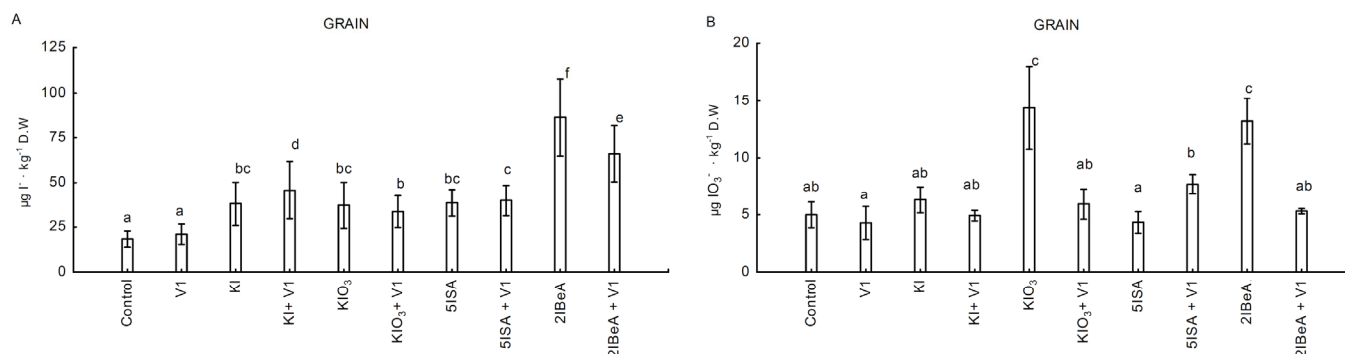 A
GRAIN
125
100
75
50
25
0
µg I⁻ · kg⁻¹ D.W
a
a
bc
d
bc
b
bc
c
f
e
Control
V1
KI
KI+ V1
KIO₃
KIO₃+ V1
5ISA
5ISA + V1
2IBeA
2IBeA + V1
B
GRAIN
20
15
10
5
0
µg IO₃⁻ · kg⁻¹ D.W
ab
a
ab
ab
c
ab
a
b
c
ab
Control
V1
KI
KI+ V1
KIO₃
KIO₃+ V1
5ISA
5ISA + V1
2IBeA
2IBeA + V1